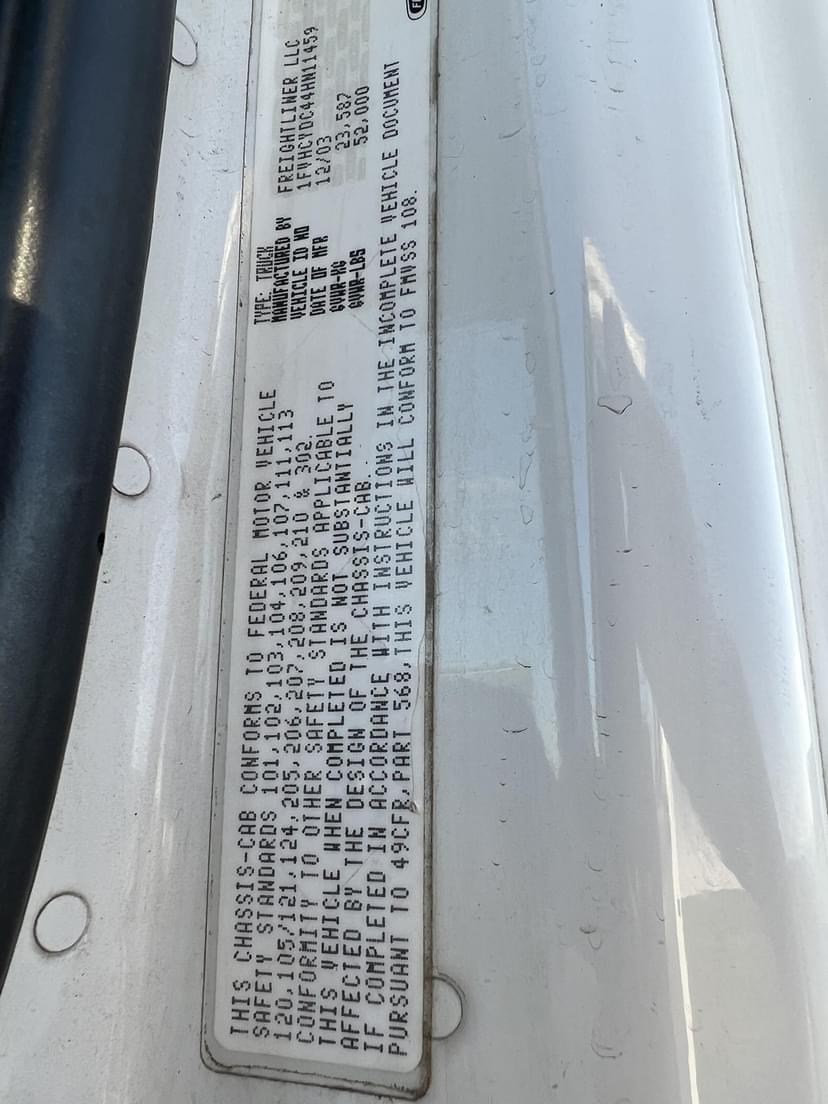 THIS CHASSIS-CAB CONFORMS TO FEDERAL MOTOR VEHICLE
SAFETY STANDARDS 101,102,103,104,106,107,111,113
120,105/121,124,205,206,207,208,209,210 & 302.
CONFORMITY TO OTHER SAFETY STANDARDS APPLICABLE TO
THIS VEHICLE WHEN COMPLETED IS NOT SUBSTANTIALLY
AFFECTED BY THE DESIGN OF THE CHASSIS-CAB.
IF COMPLETED IN ACCORDANCE WITH INSTRUCTIONS IN THE INCOMPLETE VEHICLE DOCUMENT
PURSUANT TO 49CFR,PART 568,THIS VEHICLE WILL CONFORM TO FMVSS 108.
TYPE: TRUCK
MANUFACTURED BY FREIGHTLINER LLC
VEHICLE ID NO 1FVHCYDC44HN11459
DATE OF MFR 12/03
GVWR-KG 23,587
GVWR-LBS 52,000